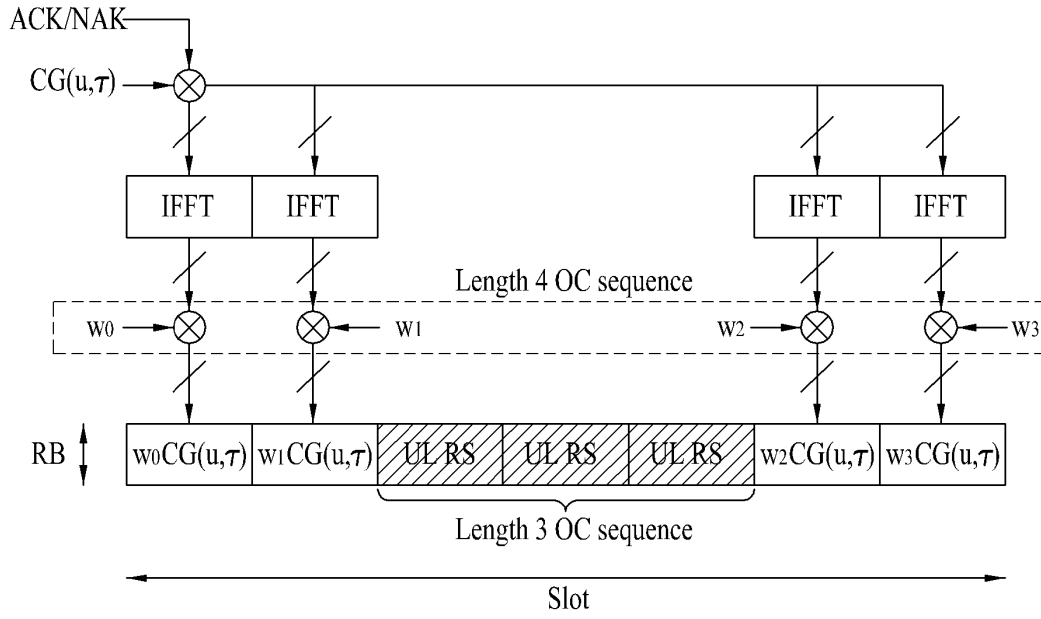 ACK/NAK
CG(u,τ)
IFFT IFFT IFFT IFFT
Length 4 OC sequence
W0 W1 W2 W3
RB
W0CG(u,τ) W1CG(u,τ) UL RS UL RS UL RS W2CG(u,τ) W3CG(u,τ)
Length 3 OC sequence
Slot